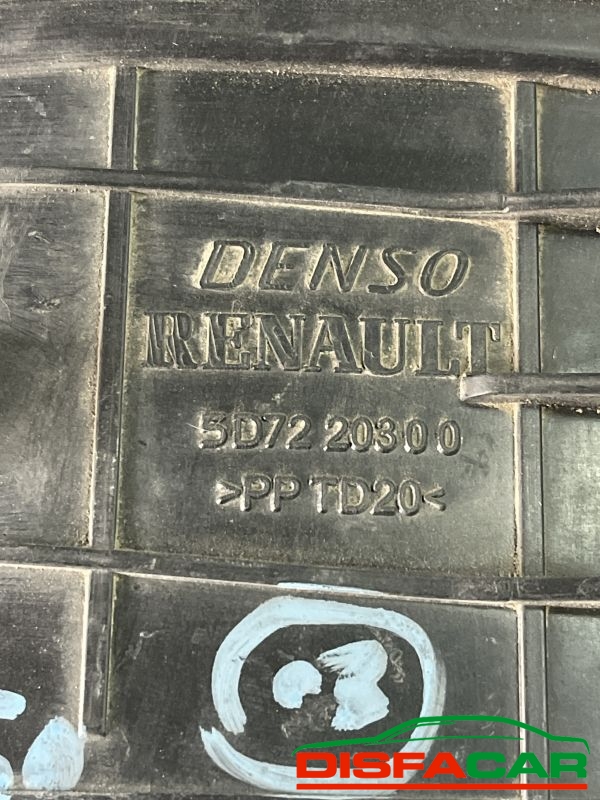 DENSO
RENAULT
5D72 20300
>PP TD20<
DISFACAR